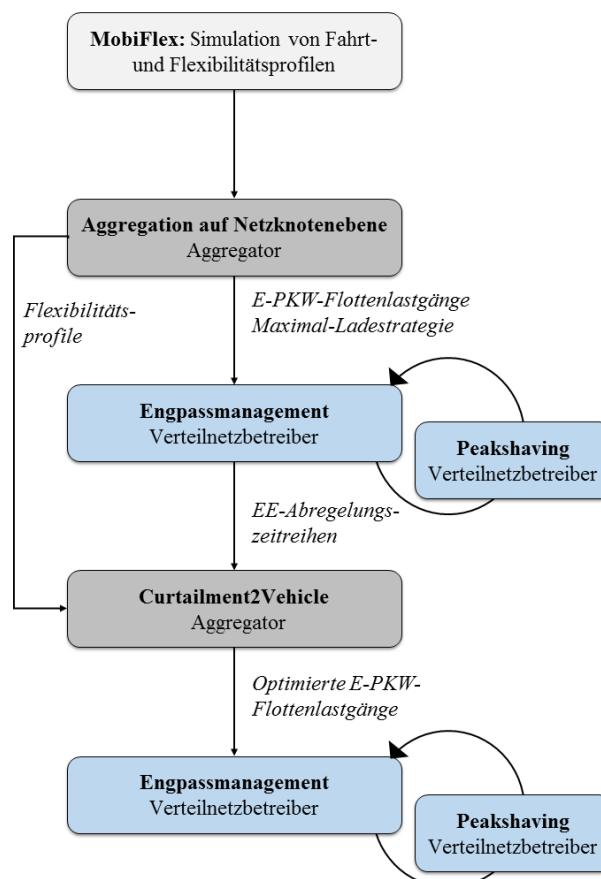 MobiFlex: Simulation von Fahrt-
und Flexibilitätsprofilen
Aggregation auf Netzknotenebene
Aggregator
Flexibilitäts-
profile
E-PKW-Flottenlastgänge
Maximal-Ladestrategie
Engpassmanagement
Verteilnetzbetreiber
Peakshaving
Verteilnetzbetreiber
EE-Abregelungs-
zeitreihen
Curtailment2Vehicle
Aggregator
Optimierte E-PKW-
Flottenlastgänge
Engpassmanagement
Verteilnetzbetreiber
Peakshaving
Verteilnetzbetreiber